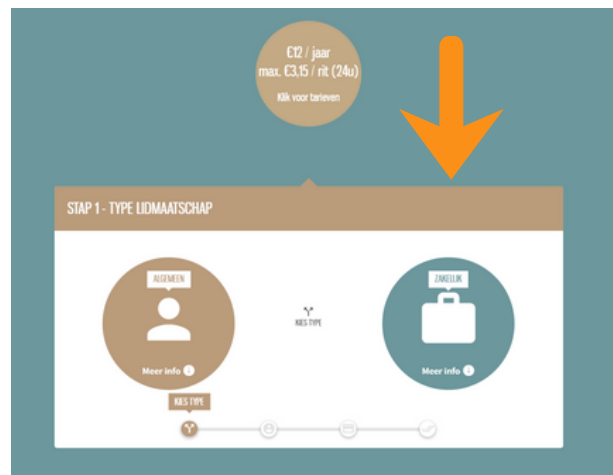 €12 / jaar
max. €3,15 / rit (24u)
Klik voor tarieven
STAP 1 - TYPE LIDMAATSCHAP
ALGEMEEN
ZAKELIJK
KIES TYPE
Meer info
Meer info
KIES TYPE